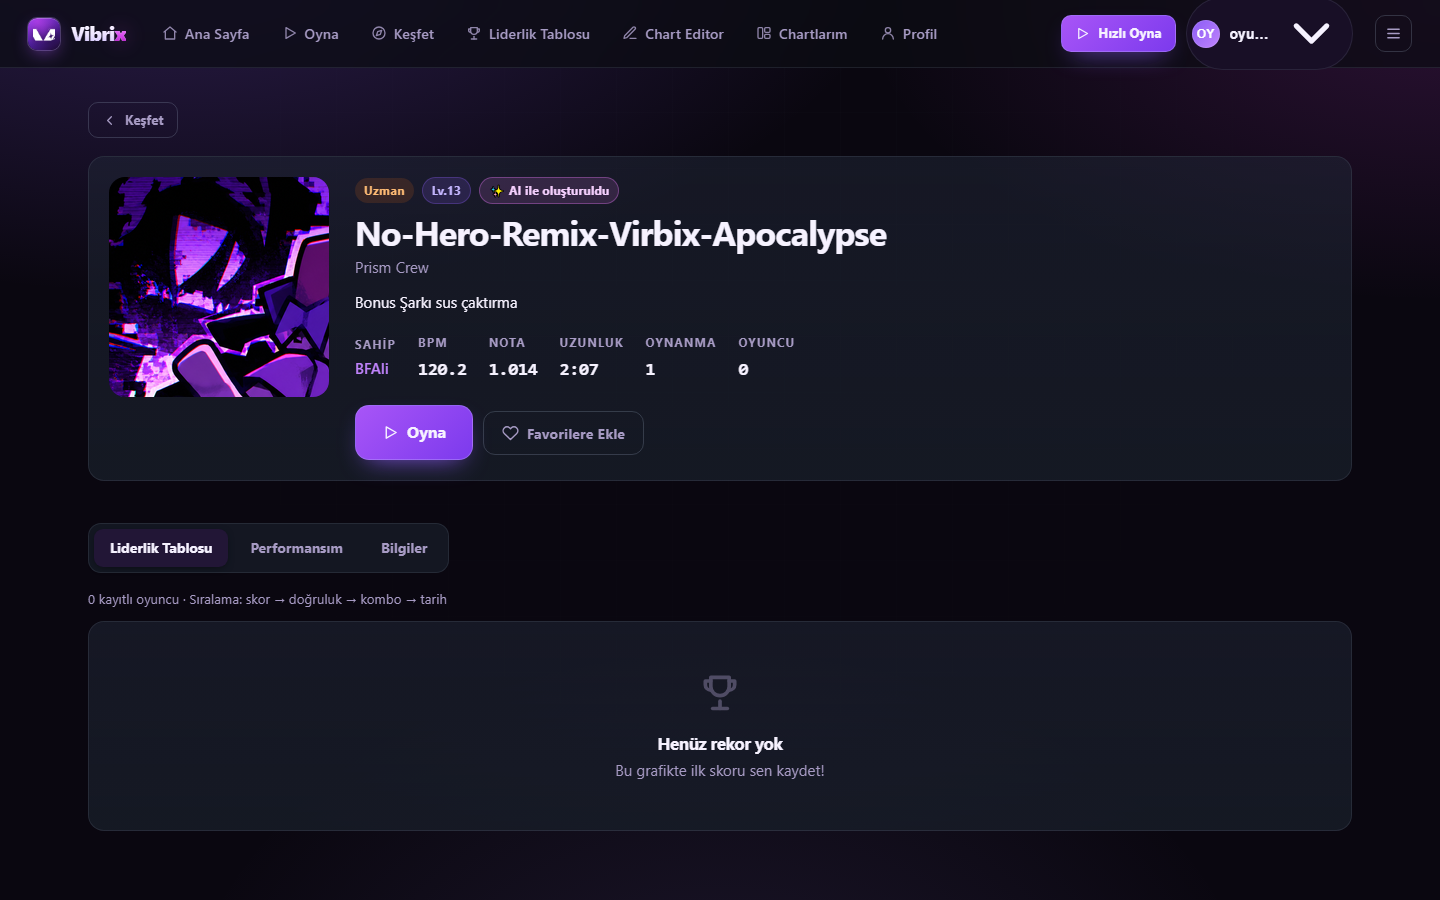 Vibrix Ana Sayfa Oyna Keşfet Liderlik Tablosu Chart Editor Chartlarım Profil Hızlı Oyna OY oyu...
Keşfet
Uzman Lv.13 ✨ AI ile oluşturuldu
No-Hero-Remix-Virbix-Apocalypse
Prism Crew
Bonus Şarkı sus çaktırma
SAHİP BPM NOTA UZUNLUK OYNANMA OYUNCU
BFAli 120.2 1.014 2:07 1 0
Oyna Favorilere Ekle
Liderlik Tablosu Performansım Bilgiler
0 kayıtlı oyuncu · Sıralama: skor → doğruluk → kombo → tarih
Henüz rekor yok
Bu grafikte ilk skoru sen kaydet!